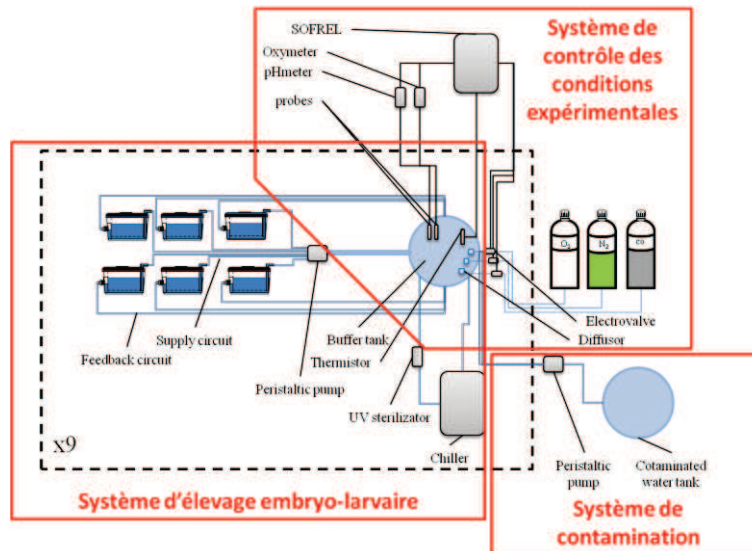 SOFREL
Oxymeter
pHmeter
probes
Système de
contrôle des
conditions
expérimentales
O2
N2
co
Supply circuit
Feedback circuit
Buffer tank
Thermistor
Electrovalve
Diffusor
Peristaltic pump
UV sterilizator
Chiller
x9
Peristaltic
pump
Cotaminated
water tank
Système d'élevage embryo-larvaire
Système de
contamination